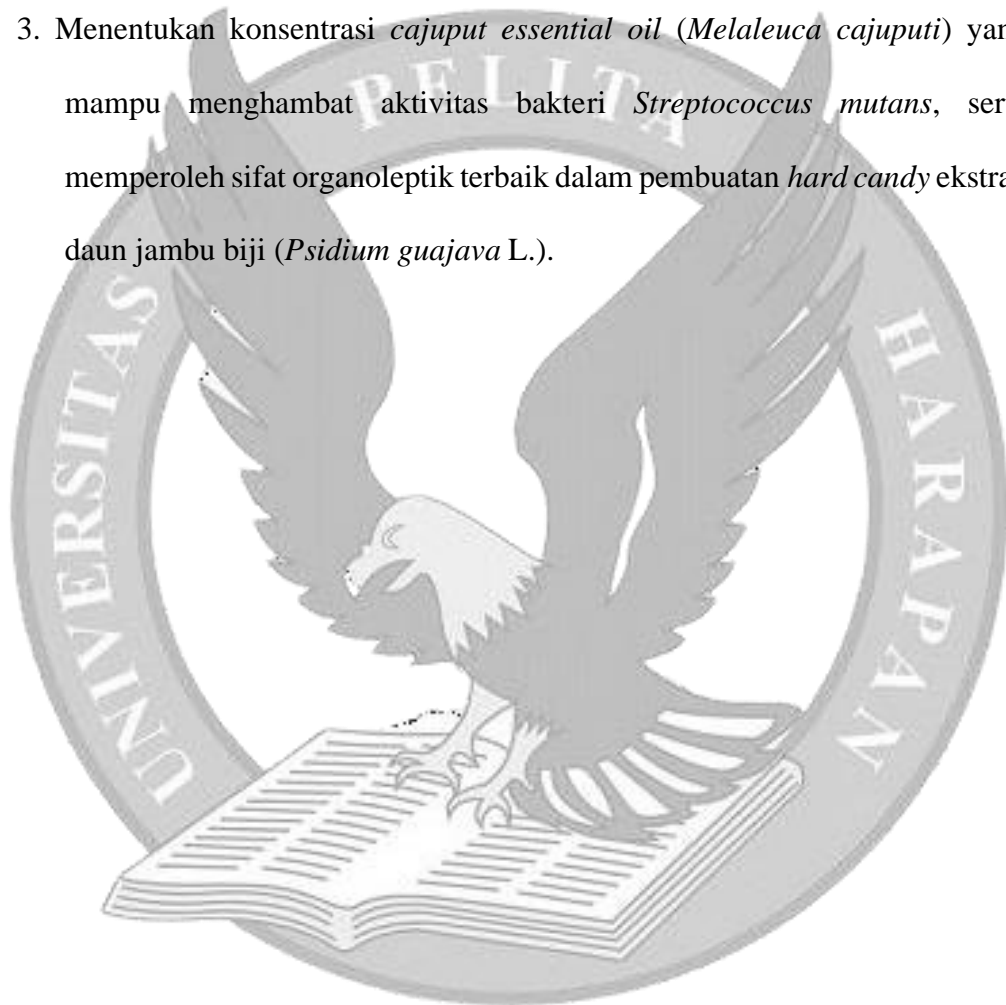 3. Menentukan konsentrasi cajuput essential oil (Melaleuca cajuputi) yan
mampu menghambat aktivitas bakteri Streptococcus mutans, ser
memperoleh sifat organoleptik terbaik dalam pembuatan hard candy ekstra
daun jambu biji (Psidium guajava L.).
UNIVERSITAS PELITA HARAPAN